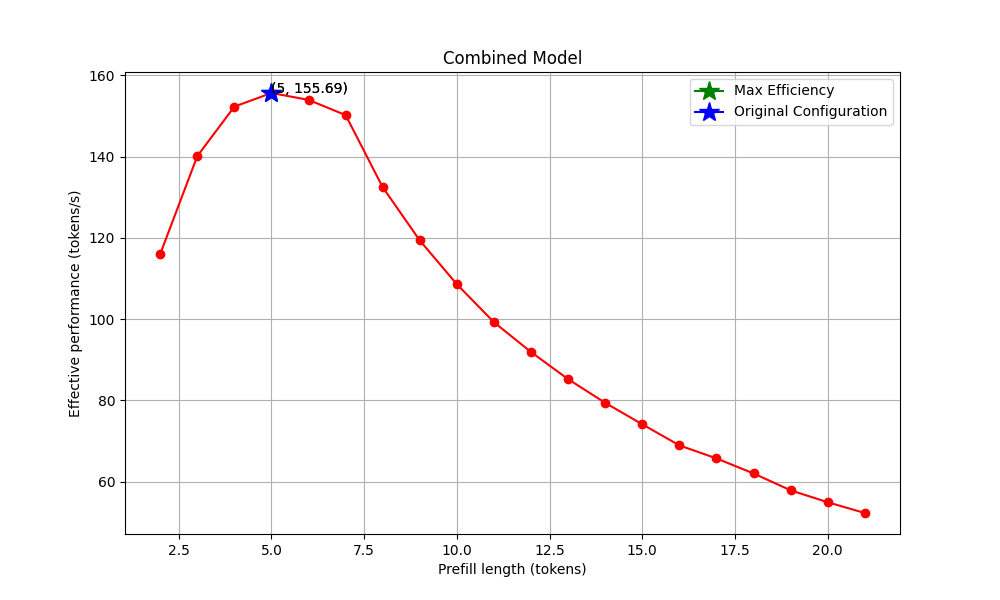 Combined Model
Effective performance (tokens/s)
160
140
120
100
80
60
(5, 155.69)
Max Efficiency
Original Configuration
2.5 5.0 7.5 10.0 12.5 15.0 17.5 20.0
Prefill length (tokens)